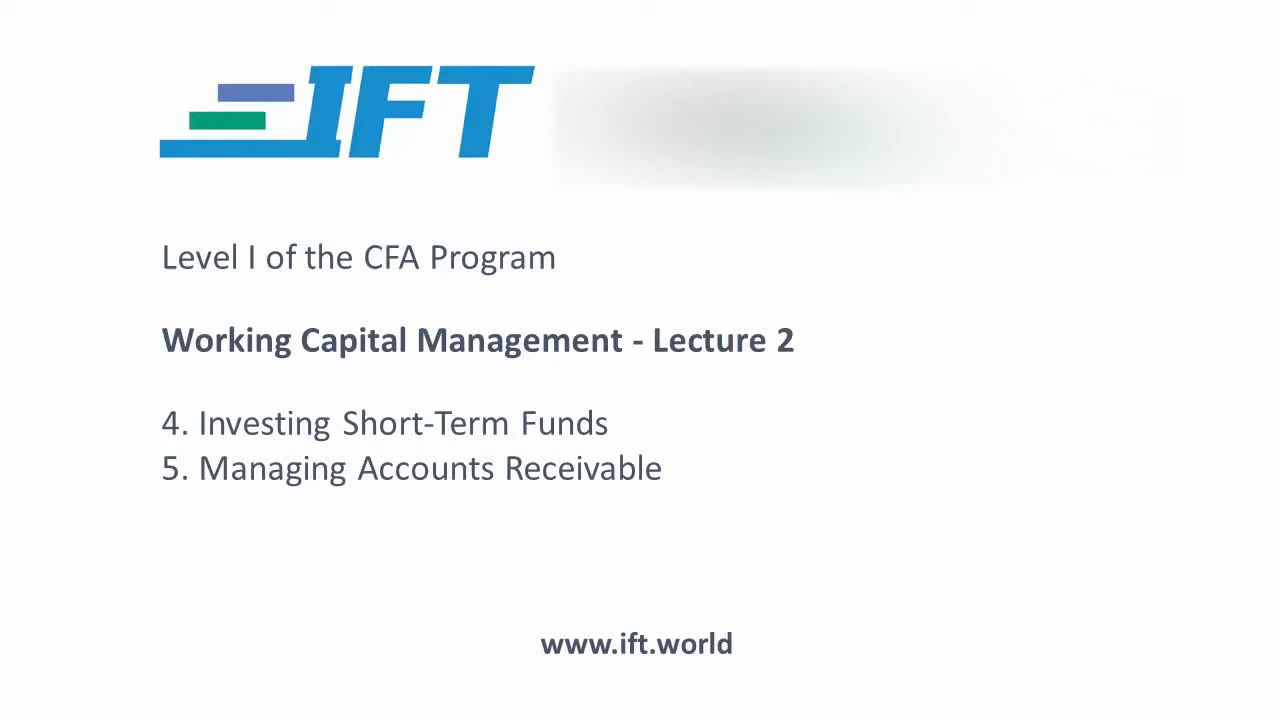 IFT
Level I of the CFA Program
Working Capital Management - Lecture 2
4. Investing Short-Term Funds
5. Managing Accounts Receivable
www.ift.world